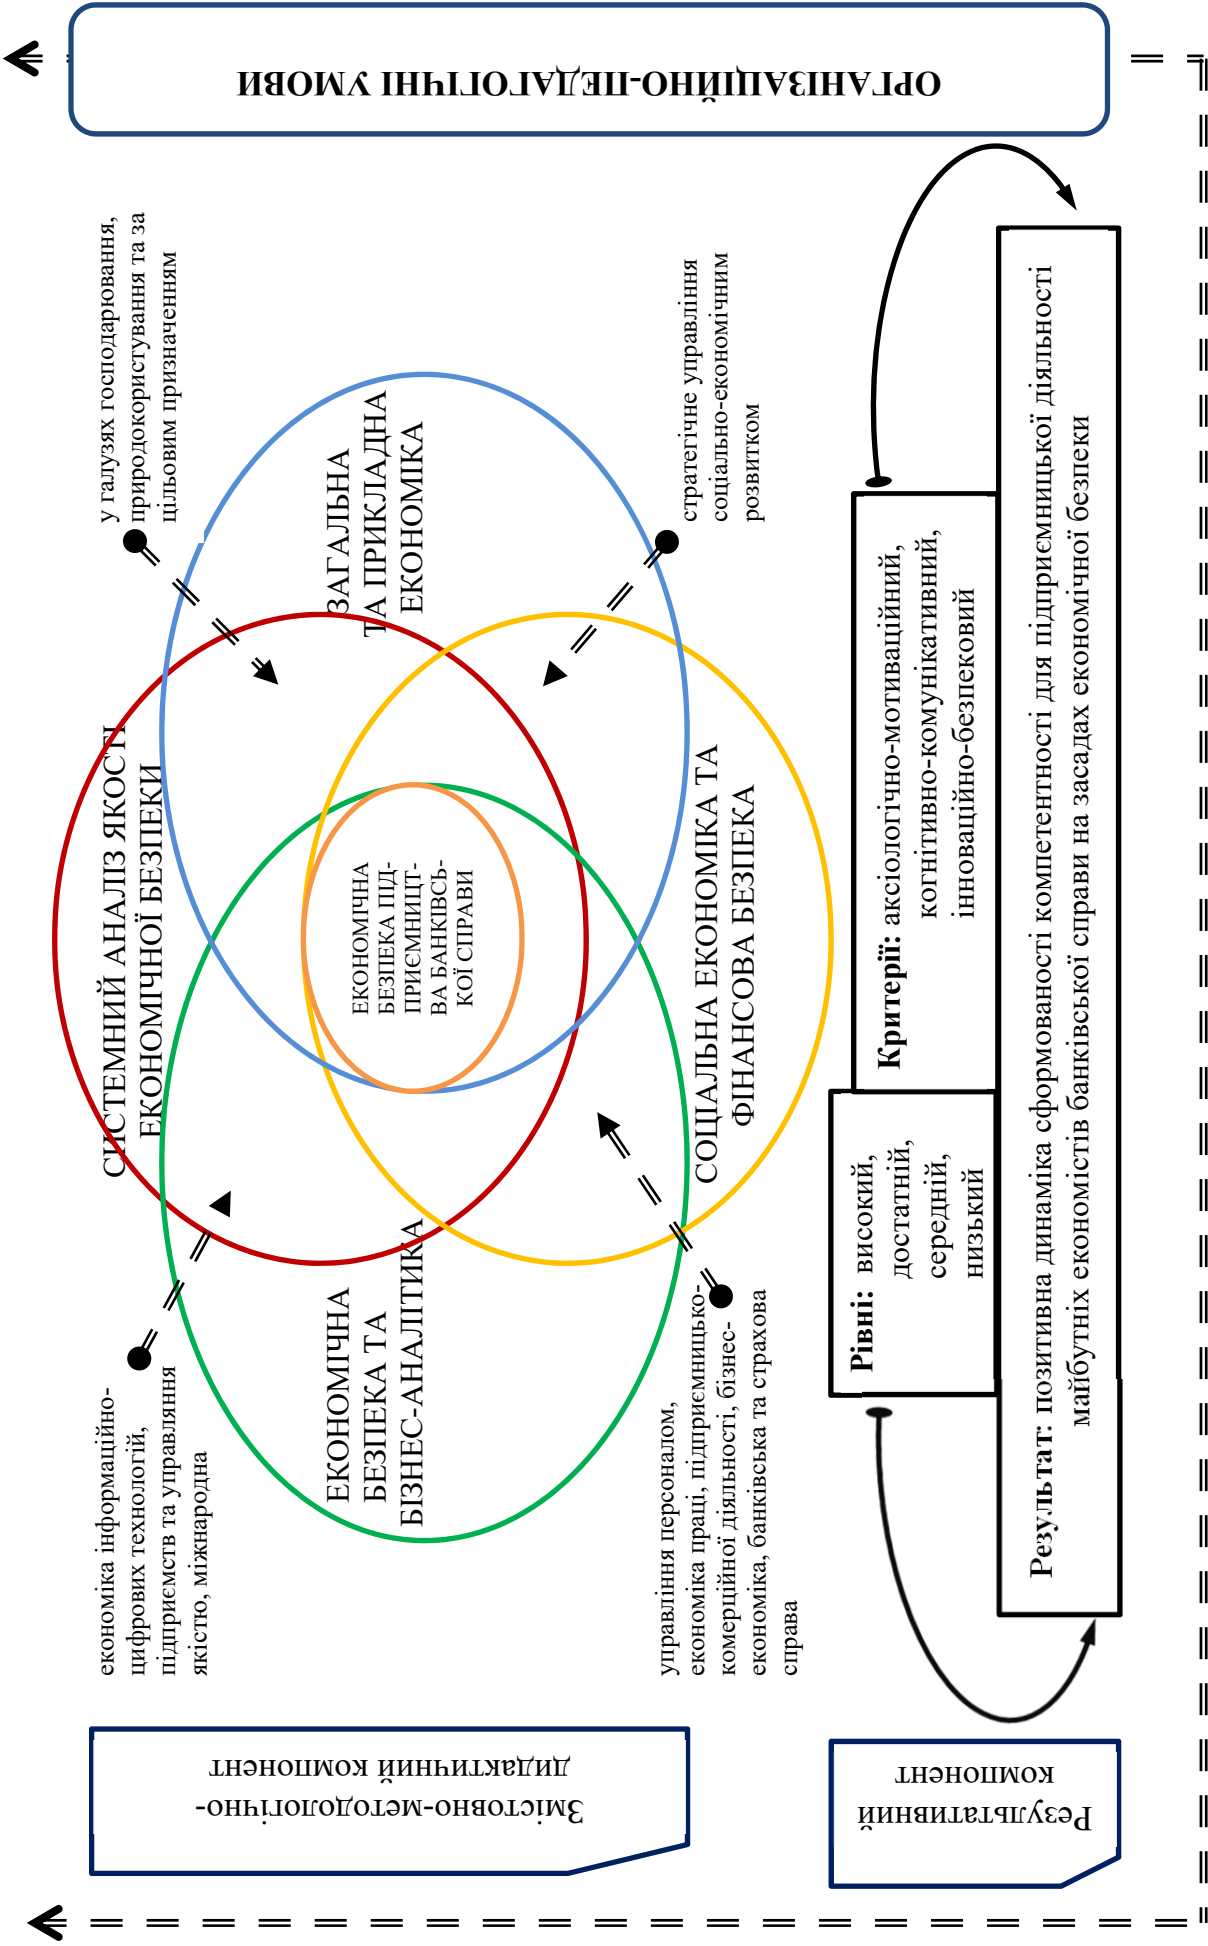 Змістовно-методологічно-
дидактичний компонент
економіка інформаційно-
цифрових технологій,
підприємств та управляння
якістю, міжнародна
СИСТЕМНИЙ АНАЛІЗ ЯКОСТІ
ЕКОНОМІЧНОЇ БЕЗПЕКИ
у галузях господарювання,
природокористування та за
цільовим призначенням
ЕКОНОМІЧНА
БЕЗПЕКА ТА
БІЗНЕС-АНАЛІТИКА
ЕКОНОМІЧНА
БЕЗПЕКА ПІД-
ПРИЄМНИЦТ-
ВА БАНКІВСЬ-
КОЇ СПРАВИ
ЗАГАЛЬНА
ТА ПРИКЛАДНА
ЕКОНОМІКА
управління персоналом,
економіка праці, підприємницько-
комерційної діяльності, бізнес-
економіка, банківська та страхова
справа
СОЦІАЛЬНА ЕКОНОМІКА ТА
ФІНАНСОВА БЕЗПЕКА
стратегічне управління
соціально-економічним
розвитком
ОРГАНІЗАЦІЙНО-ПЕДАГОГІЧНІ УМОВИ
Результативний
компонент
Рівні: високий,
достатній,
середній,
низький
Критерії: аксіологічно-мотиваційний,
когнітивно-комунікативний,
інноваційно-безпековий
Результат: позитивна динаміка сформованості компетентності для підприємницької діяльності
майбутніх економістів банківської справи на засадах економічної безпеки